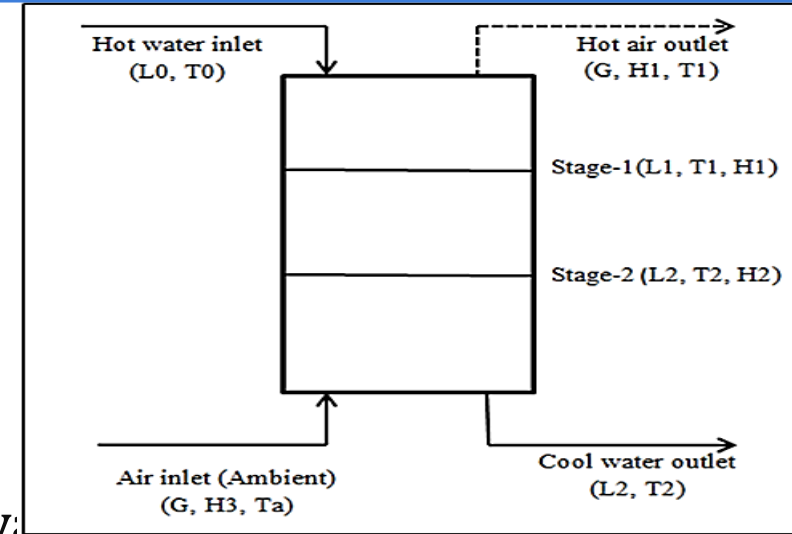 Hot water inlet
(L0, T0)
Hot air outlet
(G, H1, T1)
Stage-1(L1, T1, H1)
Stage-2 (L2, T2, H2)
Air inlet (Ambient)
(G, H3, Ta)
Cool water outlet
(L2, T2)